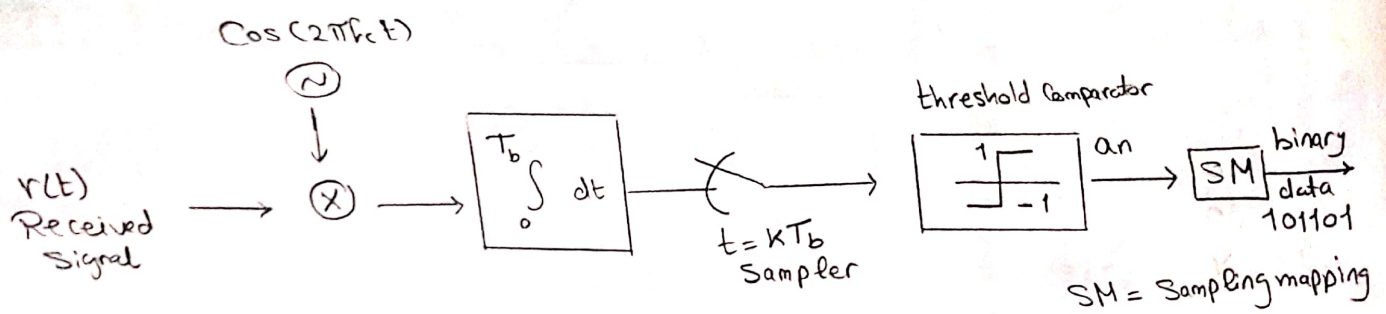 Cos(2πfct)
~
threshold Comparator
r(t)
Received
Signal
X
Tb
∫ dt
0
t=KTb
Sampler
1
-1
an
SM
binary
data
101101
SM = Sampling mapping